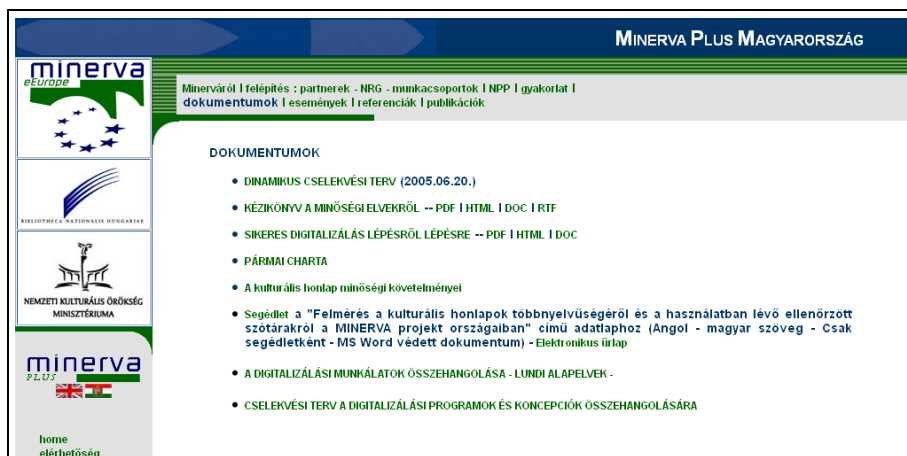 MINERVA PLUS MAGYARORSZÁG
minerva
eEurope
BIBLIOTHECA NATIONALIS HUNGARIAE
NEMZETI KULTURÁLIS ÖRÖKSÉG
MINISZTÉRIUMA
minerva
PLUS
home
elérhetőség
Minerváról | felépítés : partnerek - NRG - munkacsoportok | NPP | gyakorlat |
dokumentumok | események | referenciák | publikációk
DOKUMENTUMOK
• DINAMIKUS CSELEKVÉSI TERV (2005.06.20.)
• KÉZIKÖNYV A MINŐSÉGI ELVEKRŐL -- PDF | HTML | DOC | RTF
• SIKERES DIGITALIZÁLÁS LÉPÉSRŐL LÉPÉSRE -- PDF | HTML | DOC
• PÁRMAI CHARTA
• A kulturális honlap minőségi követelményei
• Segédlet a "Felmérés a kulturális honlapok többnyelvűségéről és a használatban lévő ellenőrzött
szótárakról a MINERVA projekt országaiban" című adatlaphoz (Angol - magyar szöveg - Csak
segédletként - MS Word védett dokumentum) - Elektronikus űrlap
• A DIGITALIZÁLÁSI MUNKÁLATOK ÖSSZEHANGOLÁSA - LUNDI ALAPELVEK -
• CSELEKVÉSI TERV A DIGITALIZÁLÁSI PROGRAMOK ÉS KONCEPCIÓK ÖSSZEHANGOLÁSÁRA